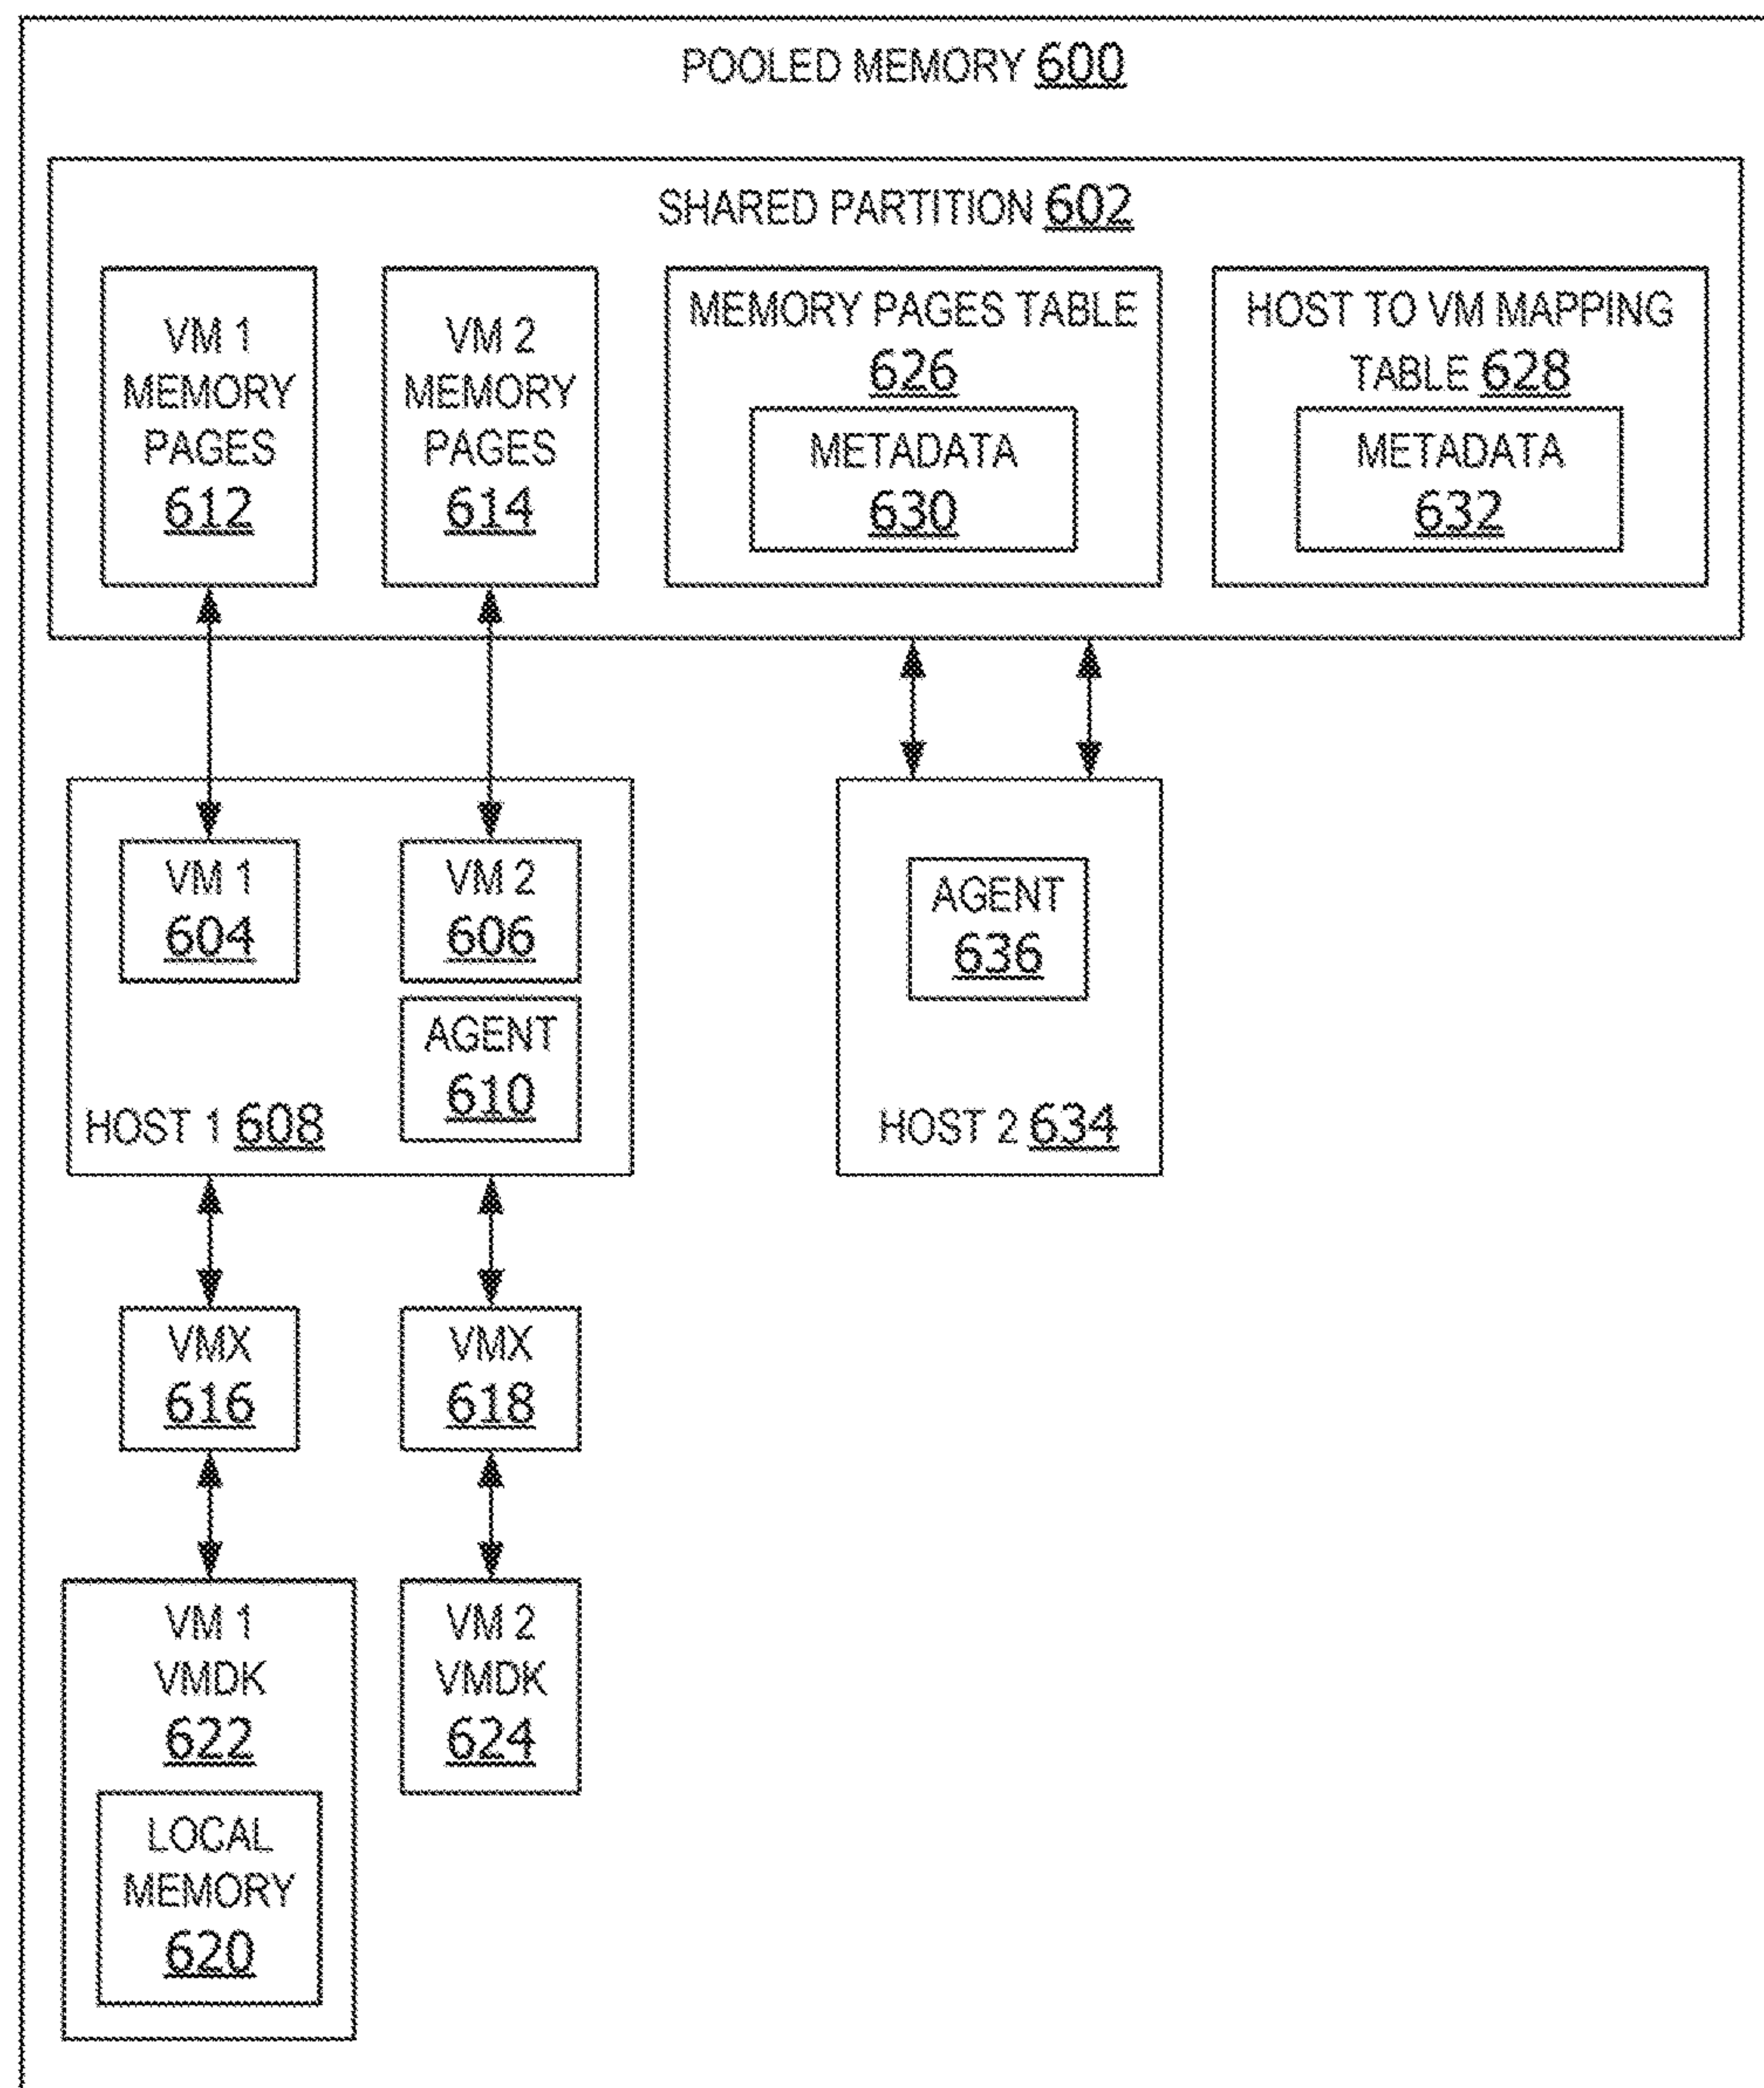 POOLED MEMORY 600
SHARED PARTITION 602
VM 1
MEMORY
PAGES
612
VM 2
MEMORY
PAGES
614
MEMORY PAGES TABLE
626
METADATA
630
HOST TO VM MAPPING
TABLE 628
METADATA
632
VM 1
604
VM 2
606
AGENT
610
HOST 1 608
AGENT
636
HOST 2 634
VMX
616
VMX
618
VM 1
VMDK
622
LOCAL
MEMORY
620
VM 2
VMDK
624